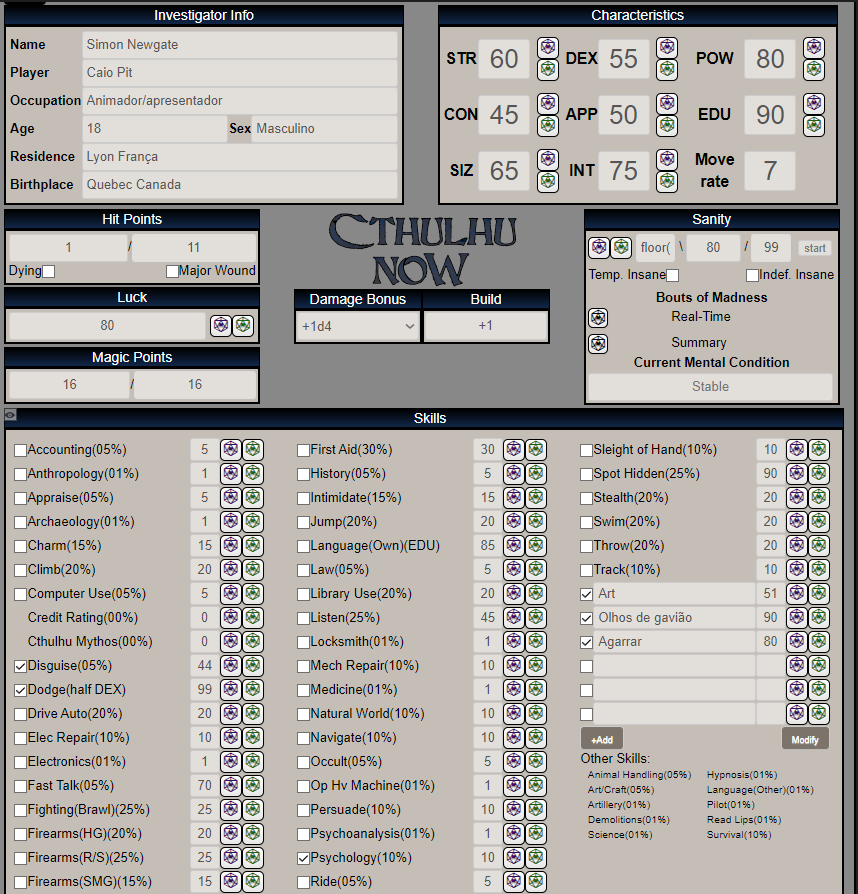 Investigator Info
Name Simon Newgate
Player Caio Pit
Occupation Animador/apresentador
Age 18 Sex Masculino
Residence Lyon França
Birthplace Quebec Canada
Characteristics
STR 60 DEX 55 POW 80
CON 45 APP 50 EDU 90
SIZ 65 INT 75 Move rate 7
Hit Points
1 / 11
Dying Major Wound
Luck
80
Magic Points
16 / 16
CTHULHU
NOW
Damage Bonus Build
+1d4 +1
Sanity
floor( \ 80 / 99 start
Temp. Insane Indef. Insane
Bouts of Madness
Real-Time
Summary
Current Mental Condition
Stable
Skills
Accounting(05%) 5
Anthropology(01%) 1
Appraise(05%) 5
Archaeology(01%) 1
Charm(15%) 15
Climb(20%) 20
Computer Use(05%) 5
Credit Rating(00%) 0
Cthulhu Mythos(00%) 0
Disguise(05%) 44
Dodge(half DEX) 99
Drive Auto(20%) 20
Elec Repair(10%) 10
Electronics(01%) 1
Fast Talk(05%) 70
Fighting(Brawl)(25%) 25
Firearms(HG)(20%) 20
Firearms(R/S)(25%) 25
Firearms(SMG)(15%) 15
First Aid(30%) 30
History(05%) 5
Intimidate(15%) 15
Jump(20%) 20
Language(Own)(EDU) 85
Law(05%) 5
Library Use(20%) 20
Listen(25%) 45
Locksmith(01%) 1
Mech Repair(10%) 10
Medicine(01%) 1
Natural World(10%) 10
Navigate(10%) 10
Occult(05%) 5
Op Hv Machine(01%) 1
Persuade(10%) 10
Psychoanalysis(01%) 1
Psychology(10%) 10
Ride(05%) 5
Sleight of Hand(10%) 10
Spot Hidden(25%) 90
Stealth(20%) 20
Swim(20%) 20
Throw(20%) 20
Track(10%) 10
Art 51
Olhos de gavião 90
Agarrar 80
+Add Modify
Other Skills:
Animal Handling(05%) Hypnosis(01%)
Art/Craft(05%) Language(Other)(01%)
Artillery(01%) Pilot(01%)
Demolitions(01%) Read Lips(01%)
Science(01%) Survival(10%)